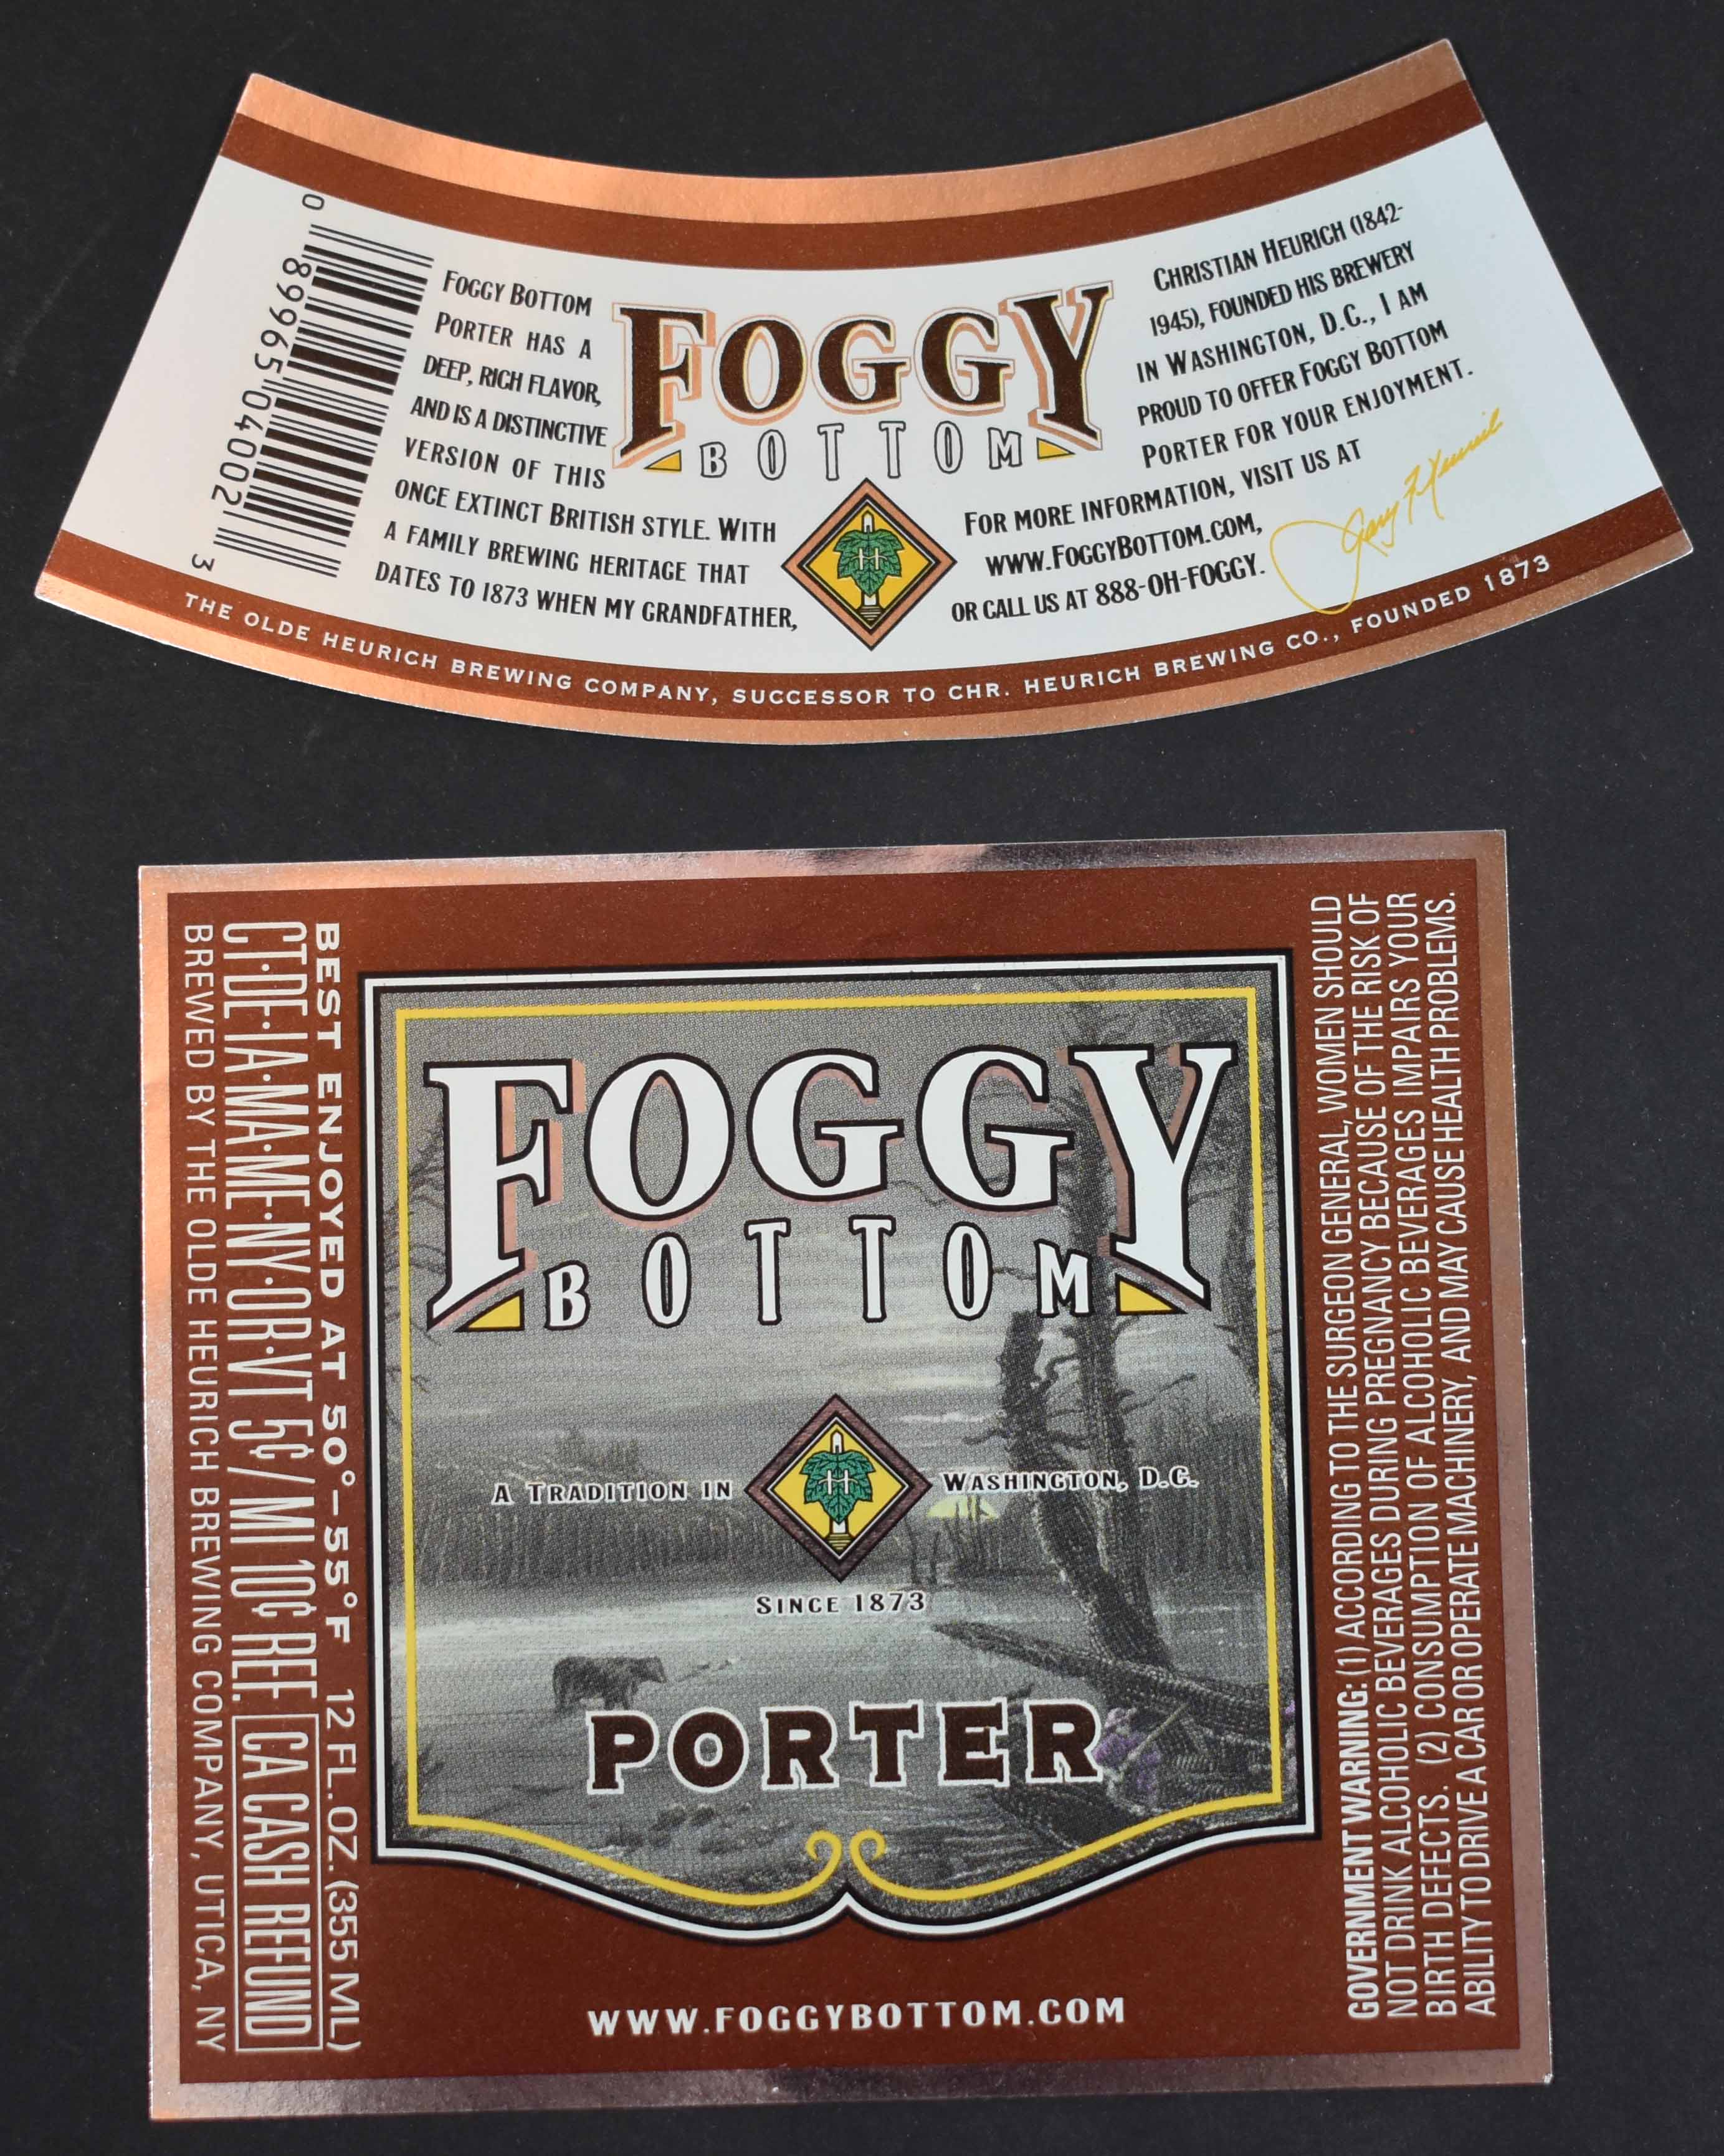 0
89965 04002
3
FOGGY BOTTOM
PORTER HAS A
DEEP, RICH FLAVOR,
AND IS A DISTINCTIVE
VERSION OF THIS
ONCE EXTINCT BRITISH STYLE. WITH
A FAMILY BREWING HERITAGE THAT
DATES TO 1873 WHEN MY GRANDFATHER,
FOGGY
BOTTOM
H
CHRISTIAN HEURICH (1842-
1945), FOUNDED HIS BREWERY
IN WASHINGTON, D.C., I AM
PROUD TO OFFER FOGGY BOTTOM
PORTER FOR YOUR ENJOYMENT.
FOR MORE INFORMATION, VISIT US AT
WWW.FOGGYBOTTOM.COM,
OR CALL US AT 888-OH-FOGGY.
Gary F. Heurich
THE OLDE HEURICH BREWING COMPANY, SUCCESSOR TO CHR. HEURICH BREWING CO., FOUNDED 1873
BEST ENJOYED AT 50°–55°F 12 FL. OZ. (355 ML)
CT·DE·IA·MA·ME·NY·OR·VT 5¢/MI 10¢ REF. CA CASH REFUND
BREWED BY THE OLDE HEURICH BREWING COMPANY, UTICA, NY
FOGGY
BOTTOM
A TRADITION IN H WASHINGTON, D.C.
SINCE 1873
PORTER
WWW.FOGGYBOTTOM.COM
GOVERNMENT WARNING: (1) ACCORDING TO THE SURGEON GENERAL, WOMEN SHOULD
NOT DRINK ALCOHOLIC BEVERAGES DURING PREGNANCY BECAUSE OF THE RISK OF
BIRTH DEFECTS. (2) CONSUMPTION OF ALCOHOLIC BEVERAGES IMPAIRS YOUR
ABILITY TO DRIVE A CAR OR OPERATE MACHINERY, AND MAY CAUSE HEALTH PROBLEMS.